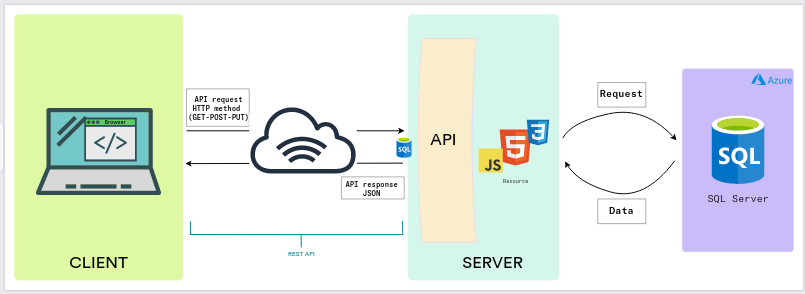 Browser
</>
CLIENT
API request
HTTP method
(GET-POST-PUT)
SQL
API response
JSON
REST API
API
JS
5
3
Resource
SERVER
Request
Data
Azure
SQL
SQL Server